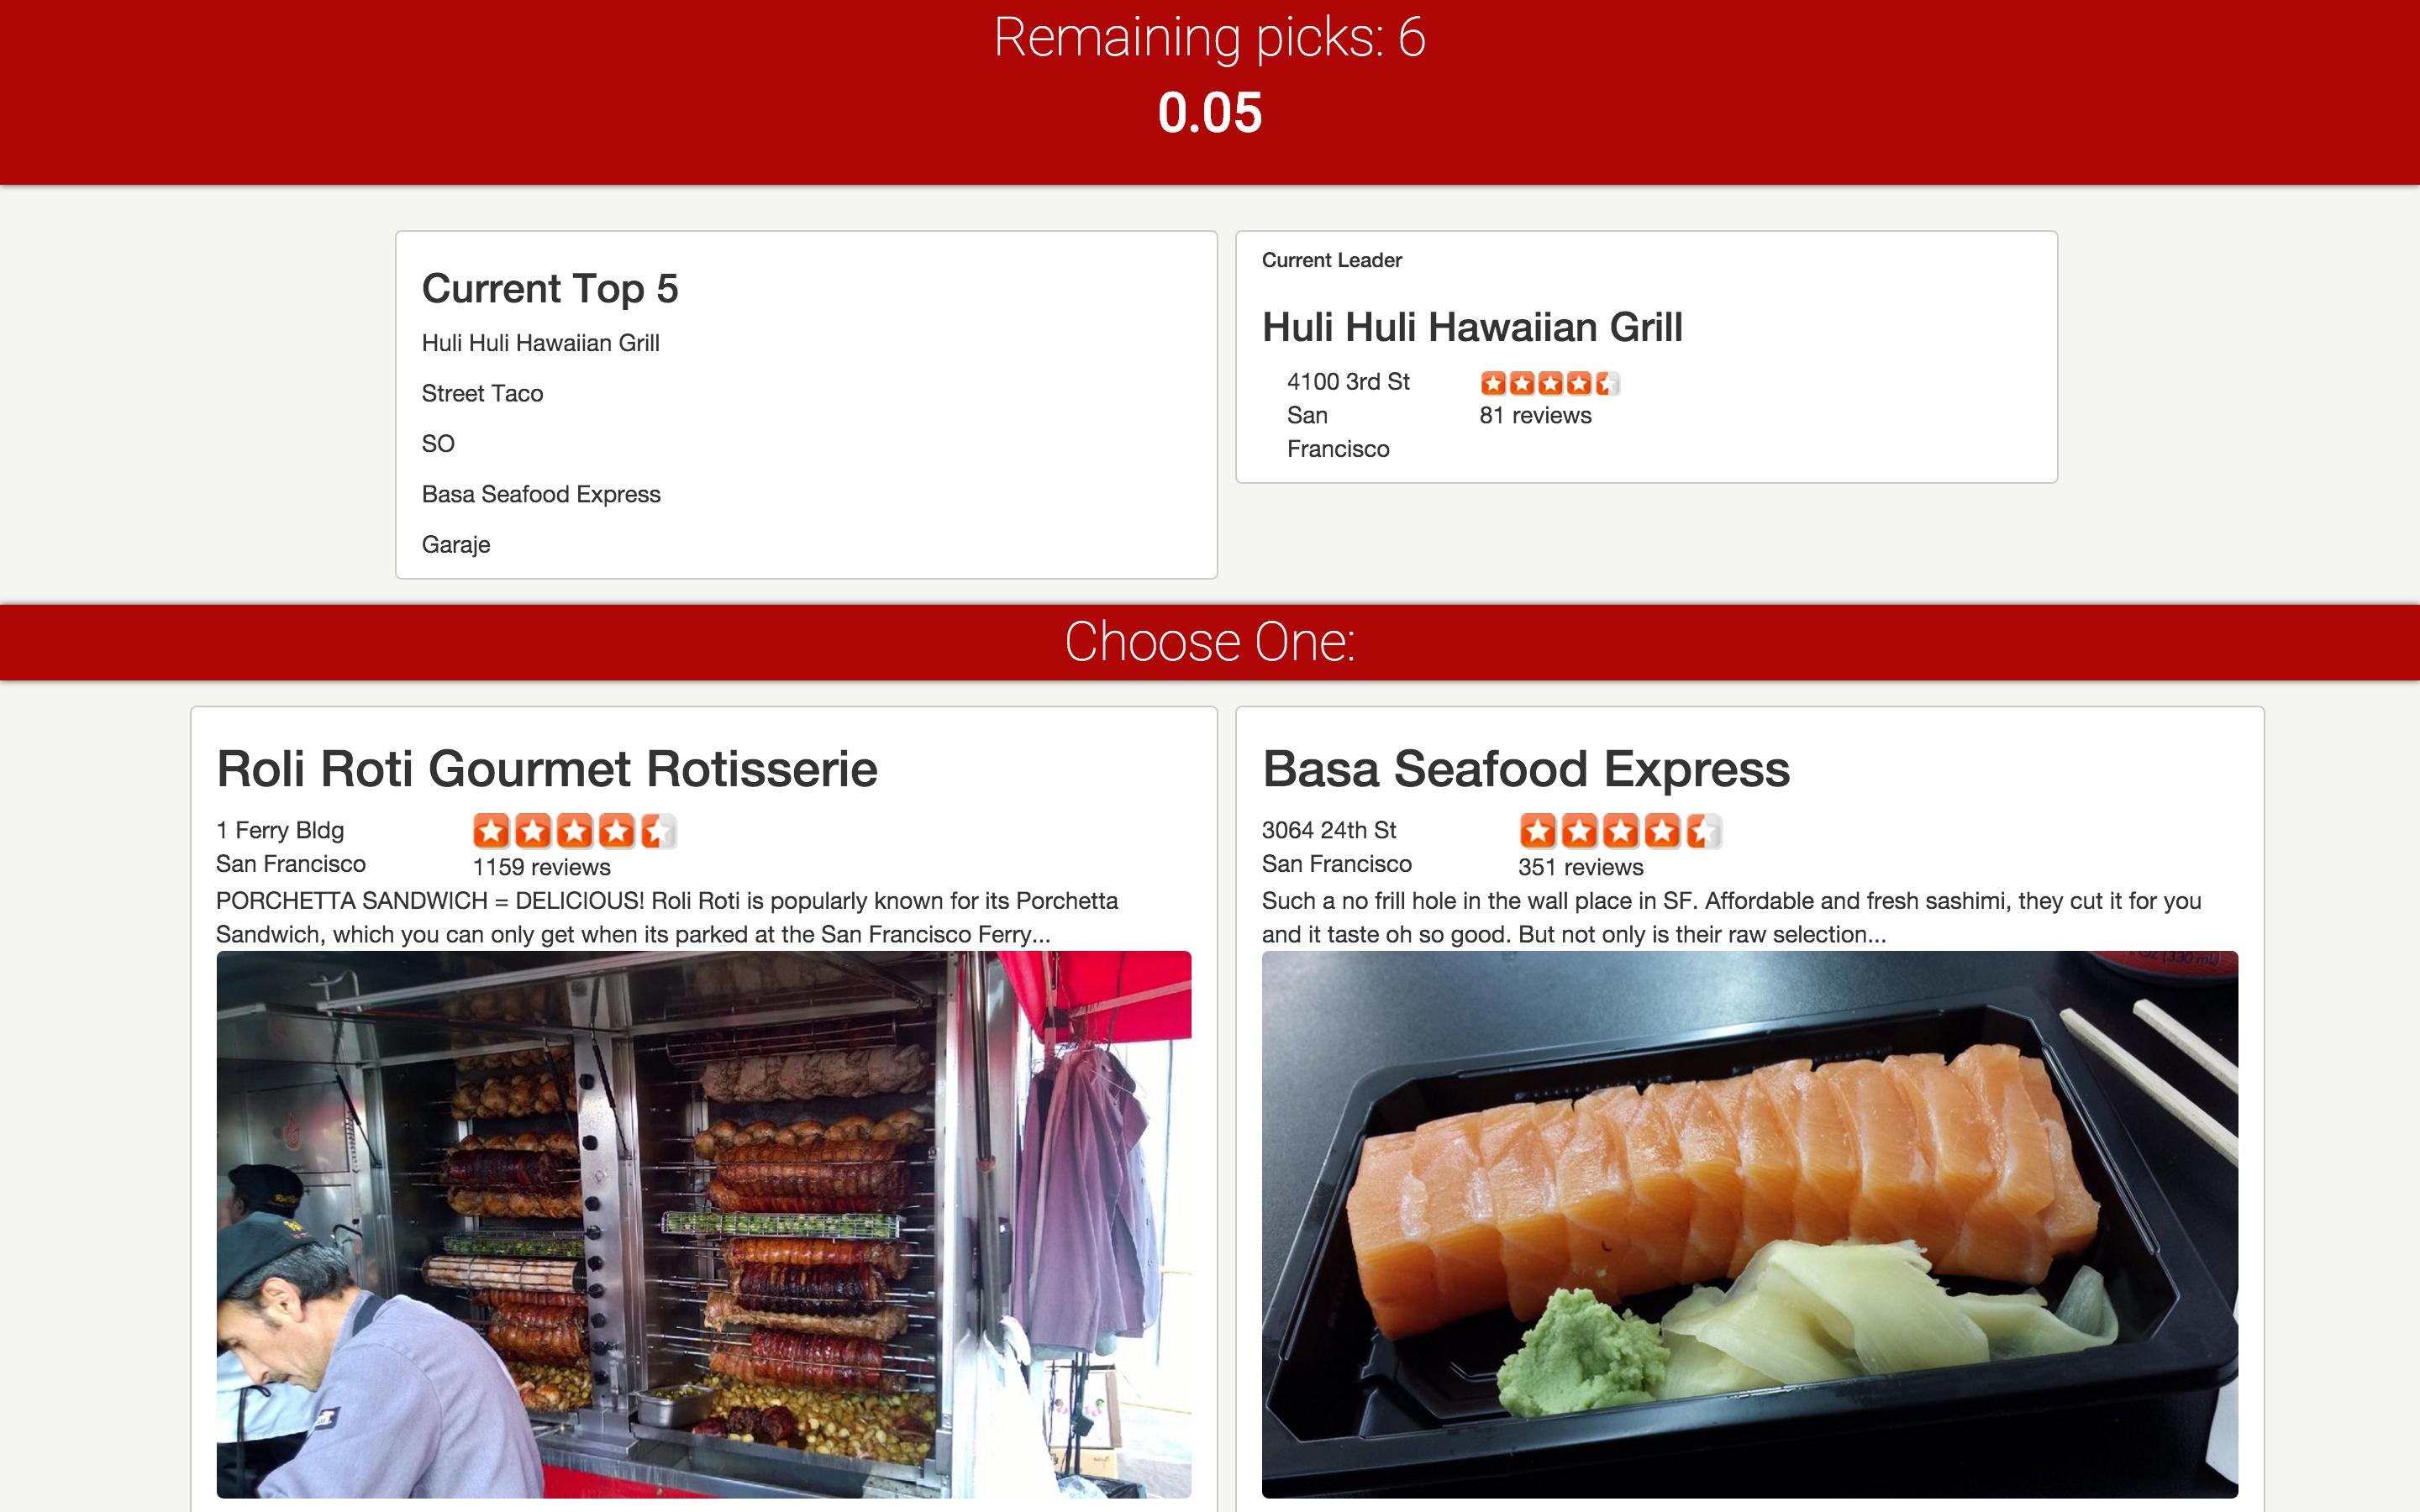 Remaining picks: 6
0.05
Current Top 5
Huli Huli Hawaiian Grill
Street Taco
SO
Basa Seafood Express
Garaje
Current Leader
Huli Huli Hawaiian Grill
4100 3rd St
San
Francisco
81 reviews
Choose One:
Roli Roti Gourmet Rotisserie
1 Ferry Bldg
San Francisco
1159 reviews
PORCHETTA SANDWICH = DELICIOUS! Roli Roti is popularly known for its Porchetta
Sandwich, which you can only get when its parked at the San Francisco Ferry...
Basa Seafood Express
3064 24th St
San Francisco
351 reviews
Such a no frill hole in the wall place in SF. Affordable and fresh sashimi, they cut it for you
and it taste oh so good. But not only is their raw selection...
(330 mL)